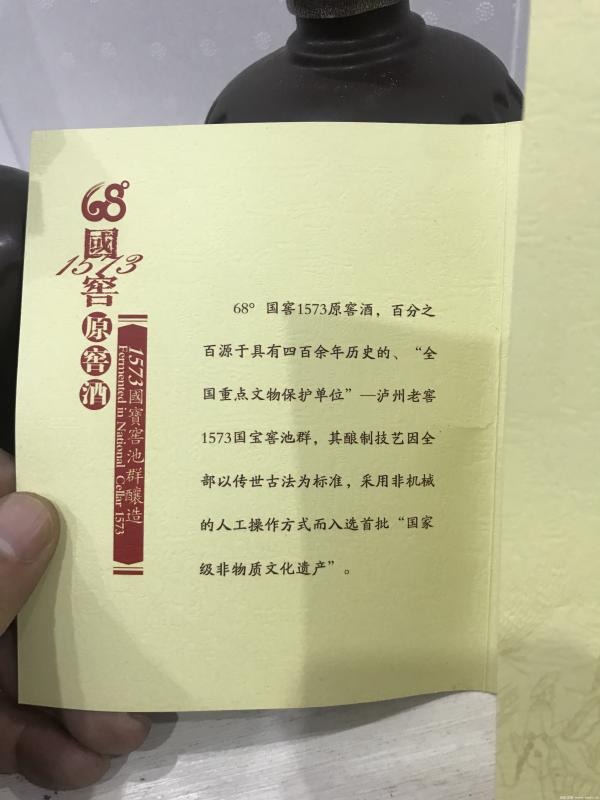 68°
國
1573
窖
原
窖
酒
1573國寶窖池群釀造
Fermented in National Cellar 1573
68° 国窖1573原窖酒，百分之
百源于具有四百余年历史的、“全
国重点文物保护单位”—泸州老窖
1573国宝窖池群，其酿制技艺因全
部以传世古法为标准，采用非机械
的人工操作方式而入选首批“国家
级非物质文化遗产”。